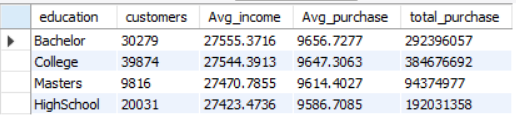 education customers Avg_income Avg_purchase total_purchase
Bachelor 30279 27555.3716 9656.7277 292396057
College 39874 27544.3913 9647.3063 384676692
Masters 9816 27470.7855 9614.4027 94374977
HighSchool 20031 27423.4736 9586.7085 192031358